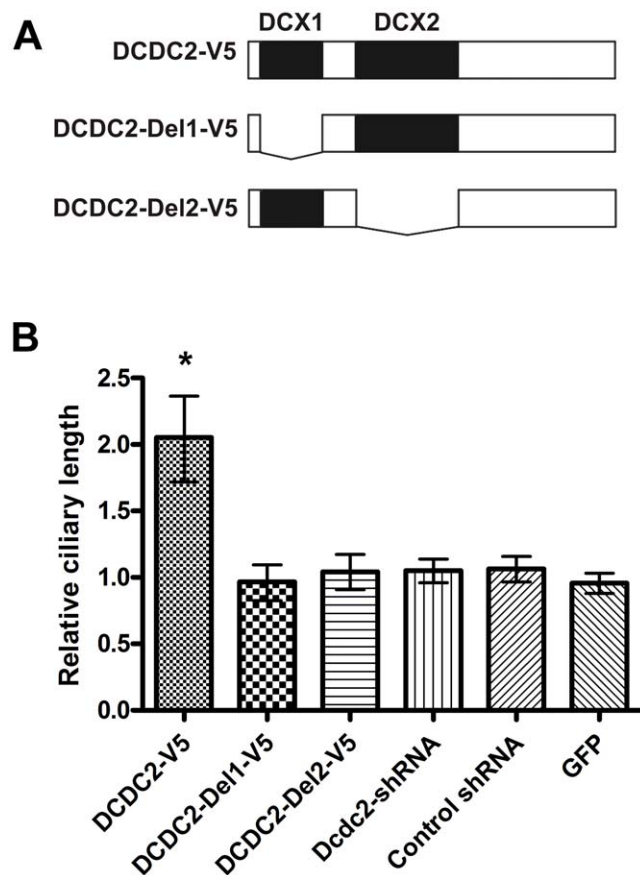 A
DCX1 DCX2
DCDC2-V5
DCDC2-Del1-V5
DCDC2-Del2-V5
B
*
Relative ciliary length
2.5
2.0
1.5
1.0
0.5
0.0
DCDC2-V5
DCDC2-Del1-V5
DCDC2-Del2-V5
Dcdc2-shRNA
Control shRNA
GFP